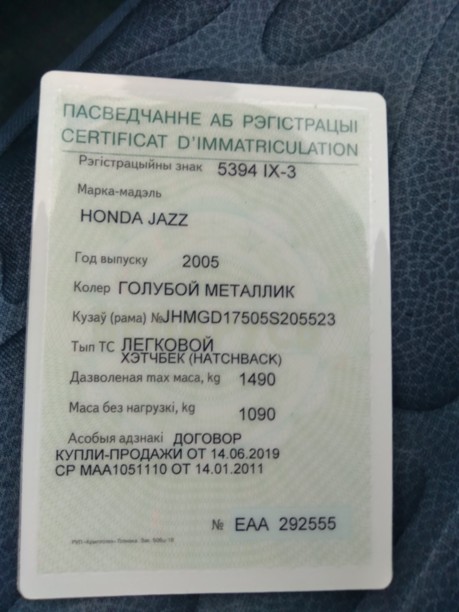 ПАСВЕДЧАННЕ АБ РЭГІСТРАЦЫІ
CERTIFICAT D'IMMATRICULATION
Рэгістрацыйны знак 5394 IX-3
Марка-мадэль
HONDA JAZZ
Год выпуску 2005
Колер ГОЛУБОЙ МЕТАЛЛИК
Кузаў (рама) №JHMGD17505S205523
Тып ТС ЛЕГКОВОЙ
ХЭТЧБЕК (HATCHBACK)
Дазволеная max маса, kg 1490
Маса без нагрузкі, kg 1090
Асобыя адзнакі ДОГОВОР
КУПЛИ-ПРОДАЖИ ОТ 14.06.2019
СР МАА1051110 ОТ 14.01.2011
№ ЕАА 292555